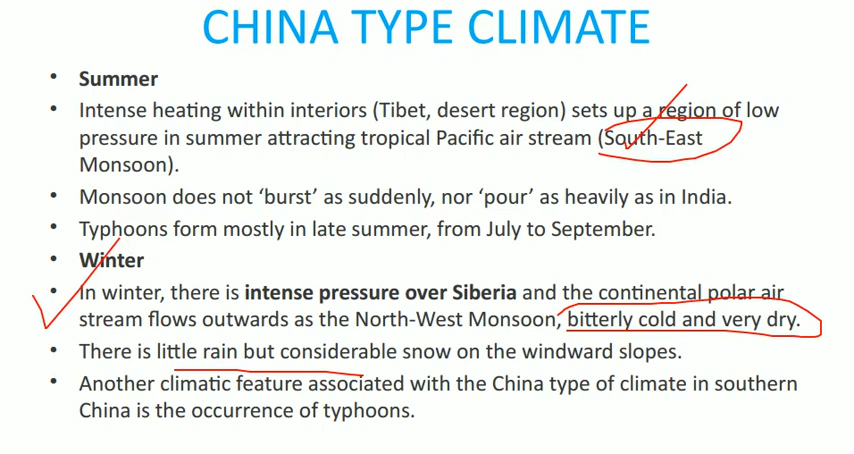 CHINA TYPE CLIMATE
• Summer
• Intense heating within interiors (Tibet, desert region) sets up a region of low
pressure in summer attracting tropical Pacific air stream (South-East
Monsoon).
• Monsoon does not ‘burst’ as suddenly, nor ‘pour’ as heavily as in India.
• Typhoons form mostly in late summer, from July to September.
• Winter
• In winter, there is intense pressure over Siberia and the continental polar air
stream flows outwards as the North-West Monsoon, bitterly cold and very dry.
• There is little rain but considerable snow on the windward slopes.
• Another climatic feature associated with the China type of climate in southern
China is the occurrence of typhoons.